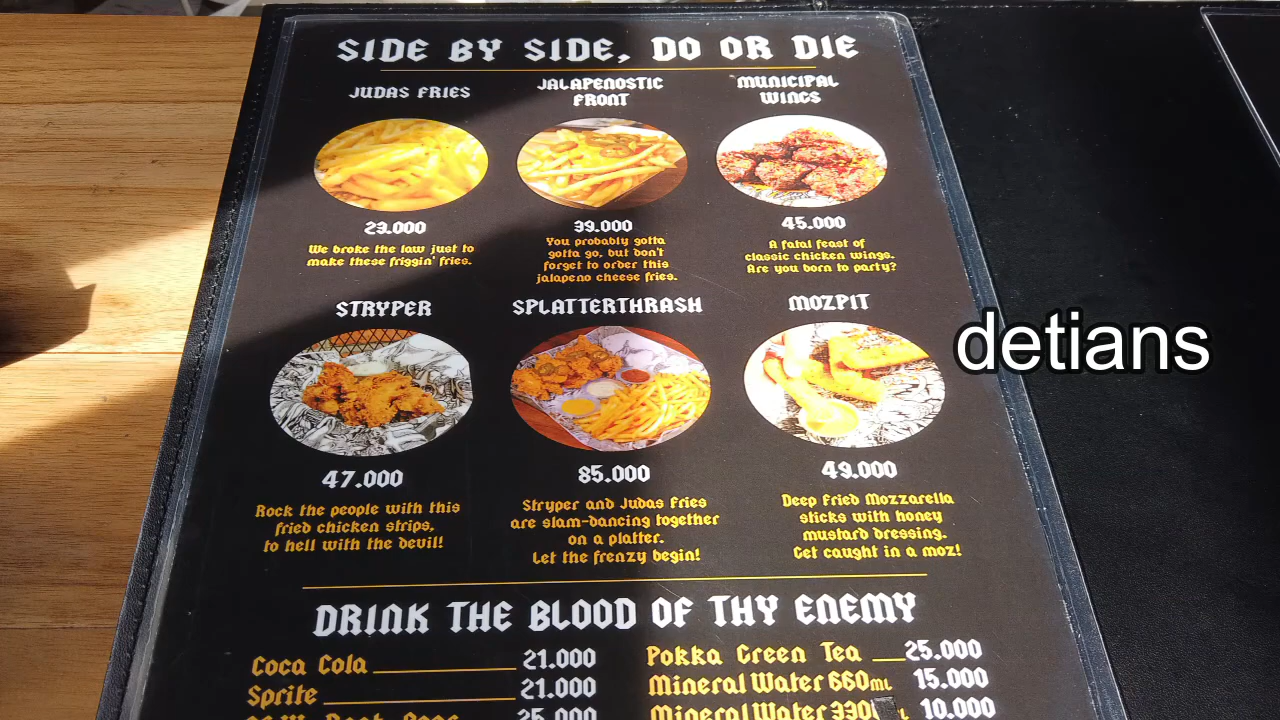 SIDE BY SIDE, DO OR DIE
JUDAS FRIES
23.000
We broke the law just to
make these friggin' fries.
JALAPENOSTIC
FRONT
39.000
You probably gotta
gotta go, but don't
forget to order this
jalapeno cheese fries.
MUNICIPAL
WINGS
45.000
A fatal feast of
classic chicken wings.
Are you born to party?
STRYPER
47.000
Rock the people with this
fried chicken strips,
to hell with the devil!
SPLATTERTHRASH
85.000
Stryper and Judas Fries
are slam-dancing together
on a platter.
Let the frenzy begin!
MOZPIT
49.000
Deep Fried Mozzarella
sticks with honey
mustard dressing.
Get caught in a moz!
detians
DRINK THE BLOOD OF THY ENEMY
Coca Cola 21.000
Sprite 21.000
25.000
Pokka Green Tea 25.000
Mineral Water 660ml 15.000
Mineral Water 330 10.000